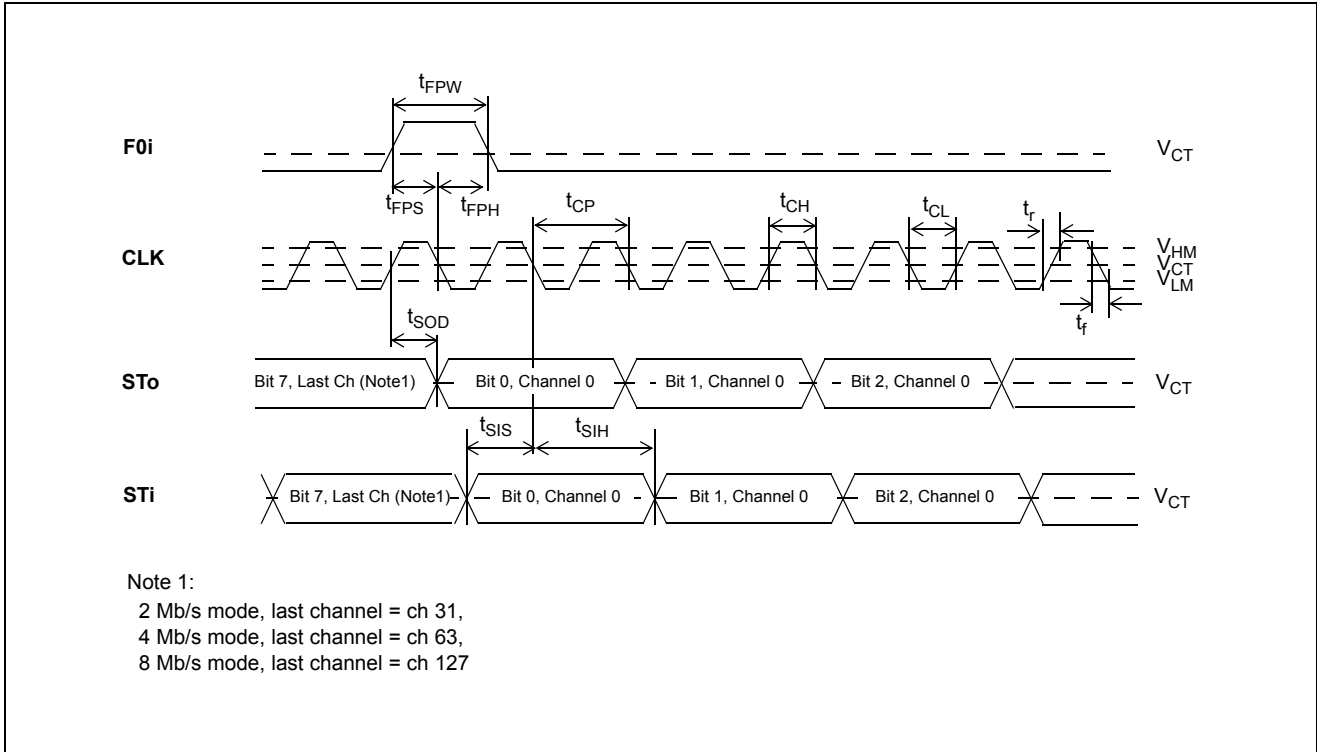 tFPW
F0i
VCT
tFPS
tFPH
tCP
tCH
tCL
tr
CLK
VHM
VCT
VLM
tSOD
tf
STo
Bit 7, Last Ch (Note1)
Bit 0, Channel 0
Bit 1, Channel 0
Bit 2, Channel 0
VCT
tSIS
tSIH
STi
Bit 7, Last Ch (Note1)
Bit 0, Channel 0
Bit 1, Channel 0
Bit 2, Channel 0
VCT
Note 1:
2 Mb/s mode, last channel = ch 31,
4 Mb/s mode, last channel = ch 63,
8 Mb/s mode, last channel = ch 127